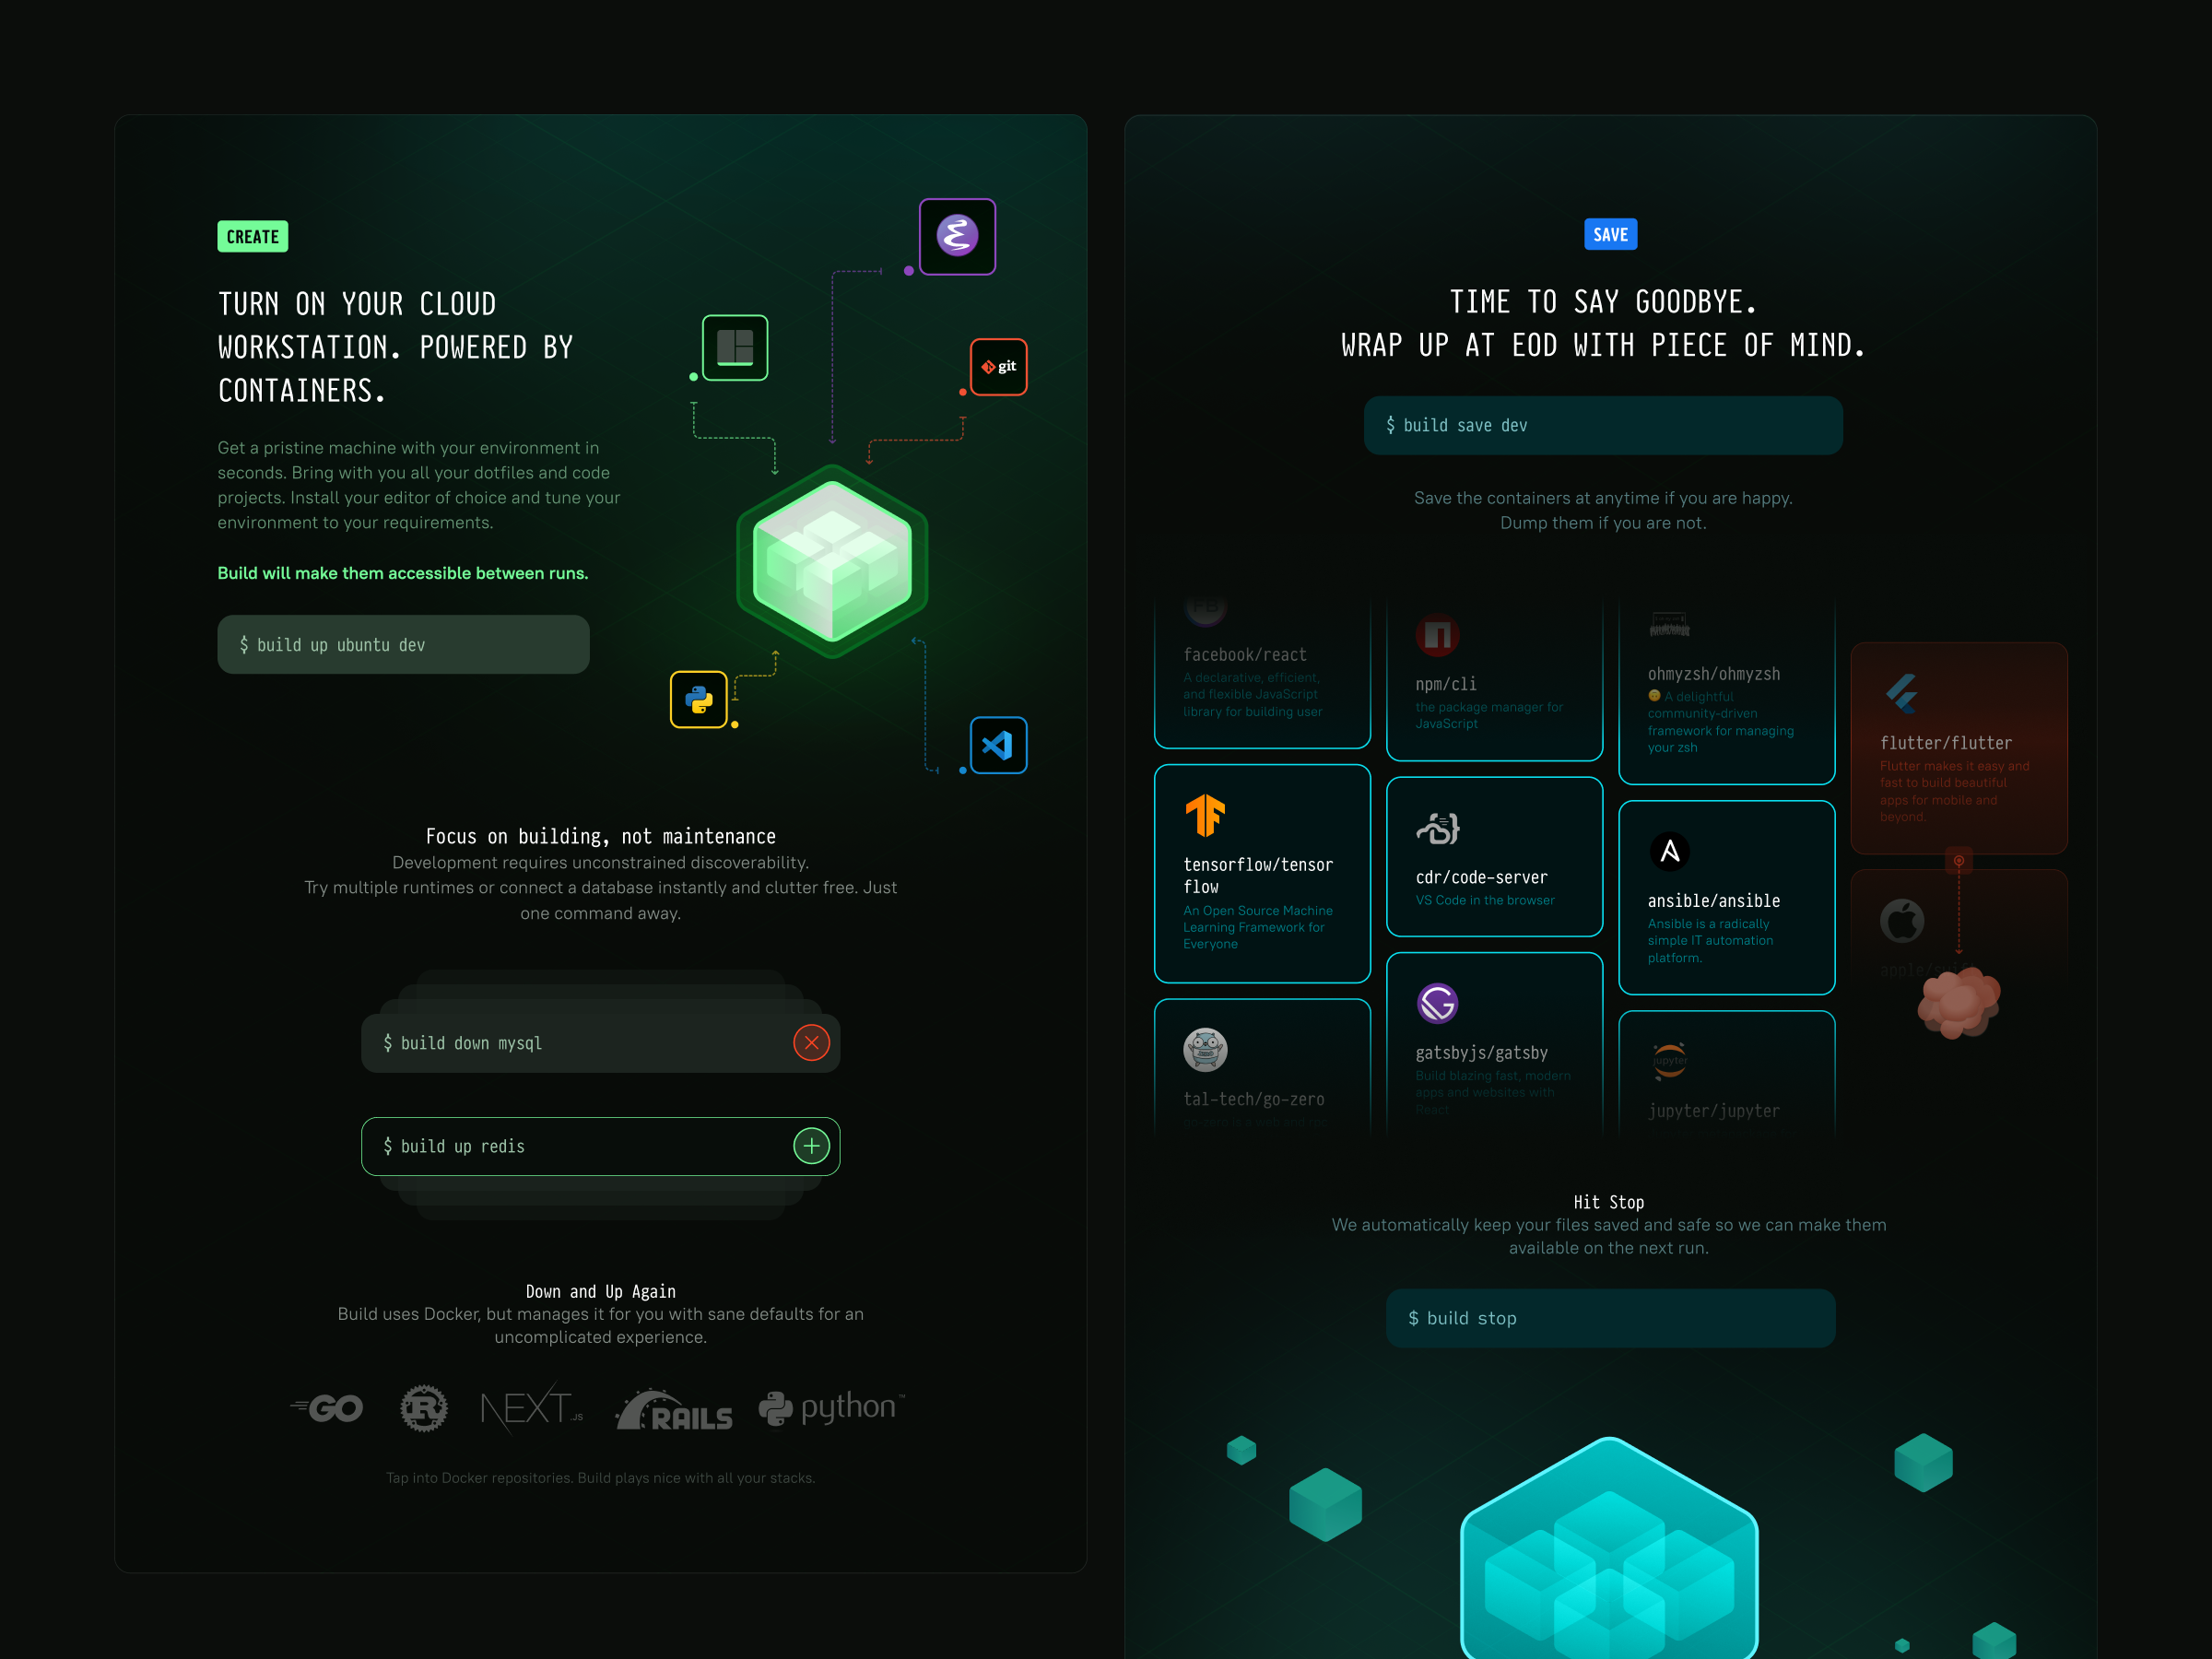 CREATE
TURN ON YOUR CLOUD
WORKSTATION. POWERED BY
CONTAINERS.
Get a pristine machine with your environment in
seconds. Bring with you all your dotfiles and code
projects. Install your editor of choice and tune your
environment to your requirements.
Build will make them accessible between runs.
$ build up ubuntu dev
git
Focus on building, not maintenance
Development requires unconstrained discoverability.
Try multiple runtimes or connect a database instantly and clutter free. Just
one command away.
$ build down mysql
$ build up redis
Down and Up Again
Build uses Docker, but manages it for you with sane defaults for an
uncomplicated experience.
GO
R
NEXT.JS
RAILS
python™
Tap into Docker repositories. Build plays nice with all your stacks.
SAVE
TIME TO SAY GOODBYE.
WRAP UP AT EOD WITH PIECE OF MIND.
$ build save dev
Save the containers at anytime if you are happy.
Dump them if you are not.
FB
facebook/react
A declarative, efficient,
and flexible JavaScript
library for building user
tensorflow/tensor
flow
An Open Source Machine
Learning Framework for
Everyone
tal-tech/go-zero
go-zero is a web and rpc
npm/cli
the package manager for
JavaScript
cdr/code-server
VS Code in the browser
gatsbyjs/gatsby
Build blazing fast, modern
apps and websites with
React
ohmyzsh/ohmyzsh
🙃 A delightful
community-driven
framework for managing
your zsh
ansible/ansible
Ansible is a radically
simple IT automation
platform.
jupyter
jupyter/jupyter
flutter/flutter
Flutter makes it easy and
fast to build beautiful
apps for mobile and
beyond.
apple/swift
Hit Stop
We automatically keep your files saved and safe so we can make them
available on the next run.
$ build stop